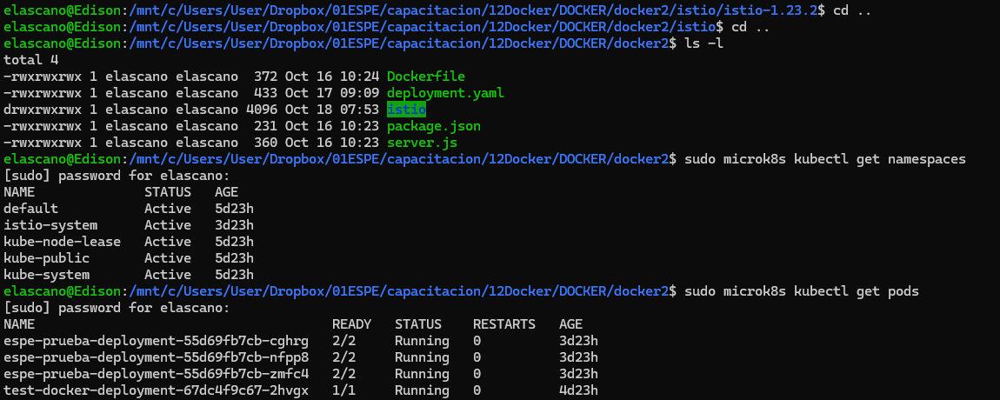 elascano@Edison:/mnt/c/Users/User/Dropbox/01ESPE/capacitacion/12Docker/DOCKER/docker2/istio/istio-1.23.2$ cd ..
elascano@Edison:/mnt/c/Users/User/Dropbox/01ESPE/capacitacion/12Docker/DOCKER/docker2/istio$ cd ..
elascano@Edison:/mnt/c/Users/User/Dropbox/01ESPE/capacitacion/12Docker/DOCKER/docker2$ ls -l
total 4
-rwxrwxrwx 1 elascano elascano  372 Oct 16 10:24 Dockerfile
-rwxrwxrwx 1 elascano elascano  433 Oct 17 09:09 deployment.yaml
drwxrwxrwx 1 elascano elascano 4096 Oct 18 07:53 istio
-rwxrwxrwx 1 elascano elascano  231 Oct 16 10:23 package.json
-rwxrwxrwx 1 elascano elascano  360 Oct 16 10:23 server.js
elascano@Edison:/mnt/c/Users/User/Dropbox/01ESPE/capacitacion/12Docker/DOCKER/docker2$ sudo microk8s kubectl get namespaces
[sudo] password for elascano:
NAME              STATUS   AGE
default           Active   5d23h
istio-system      Active   3d23h
kube-node-lease   Active   5d23h
kube-public       Active   5d23h
kube-system       Active   5d23h
elascano@Edison:/mnt/c/Users/User/Dropbox/01ESPE/capacitacion/12Docker/DOCKER/docker2$ sudo microk8s kubectl get pods
[sudo] password for elascano:
NAME                                      READY   STATUS    RESTARTS   AGE
espe-prueba-deployment-55d69fb7cb-cghrg   2/2     Running   0          3d23h
espe-prueba-deployment-55d69fb7cb-nfpp8   2/2     Running   0          3d23h
espe-prueba-deployment-55d69fb7cb-zmfc4   2/2     Running   0          3d23h
test-docker-deployment-67dc4f9c67-2hvgx   1/1     Running   0          4d23h